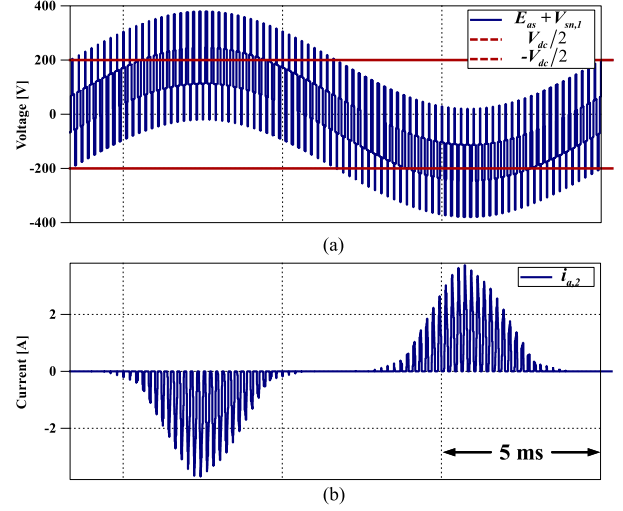 400
200
0
-200
-400
Voltage [V]
E_as + V_sn,1
V_dc/2
-V_dc/2
(a)
2
0
-2
Current [A]
i_a,2
5 ms
(b)